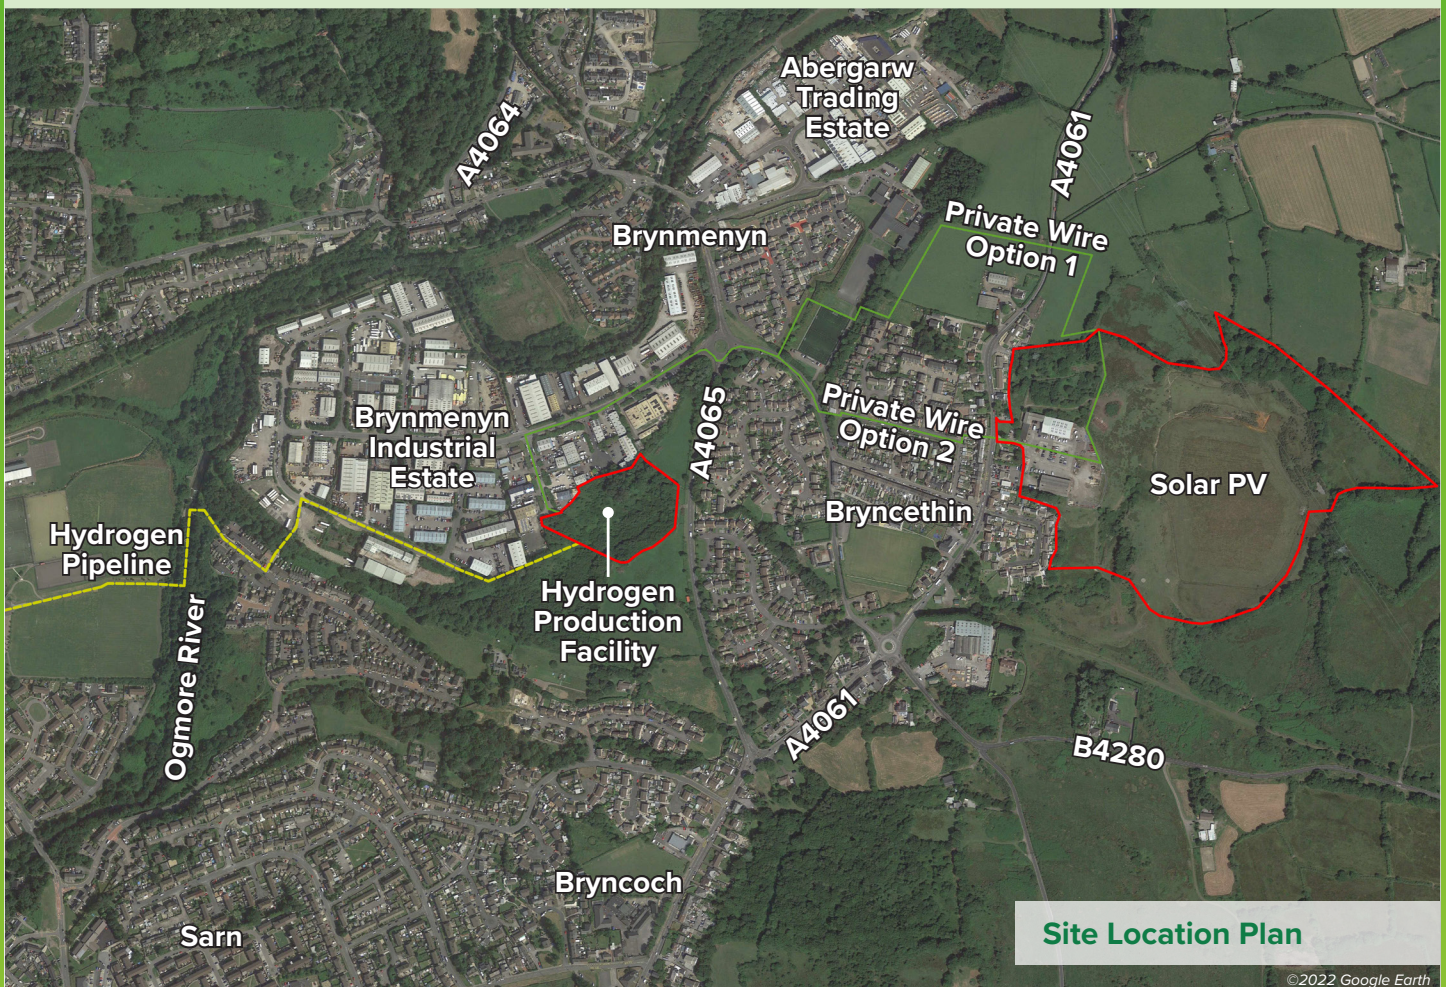 Abergarw
Trading
Estate
A4064
A4061
Private Wire
Option 1
Brynmenyn
Private Wire
Option 2
A4065
Brynmenyn
Industrial
Estate
Solar PV
Bryncethin
Hydrogen
Pipeline
Hydrogen
Production
Facility
Ogmore River
A4061
B4280
Bryncoch
Sarn
Site Location Plan
©2022 Google Earth